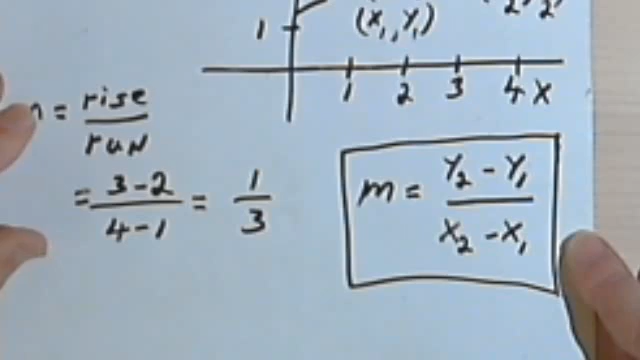 1 (X₁, Y₁)
1 2 3 4 X
= rise/run
= 3-2/4-1 = 1/3
m = Y₂ - Y₁/X₂ - X₁